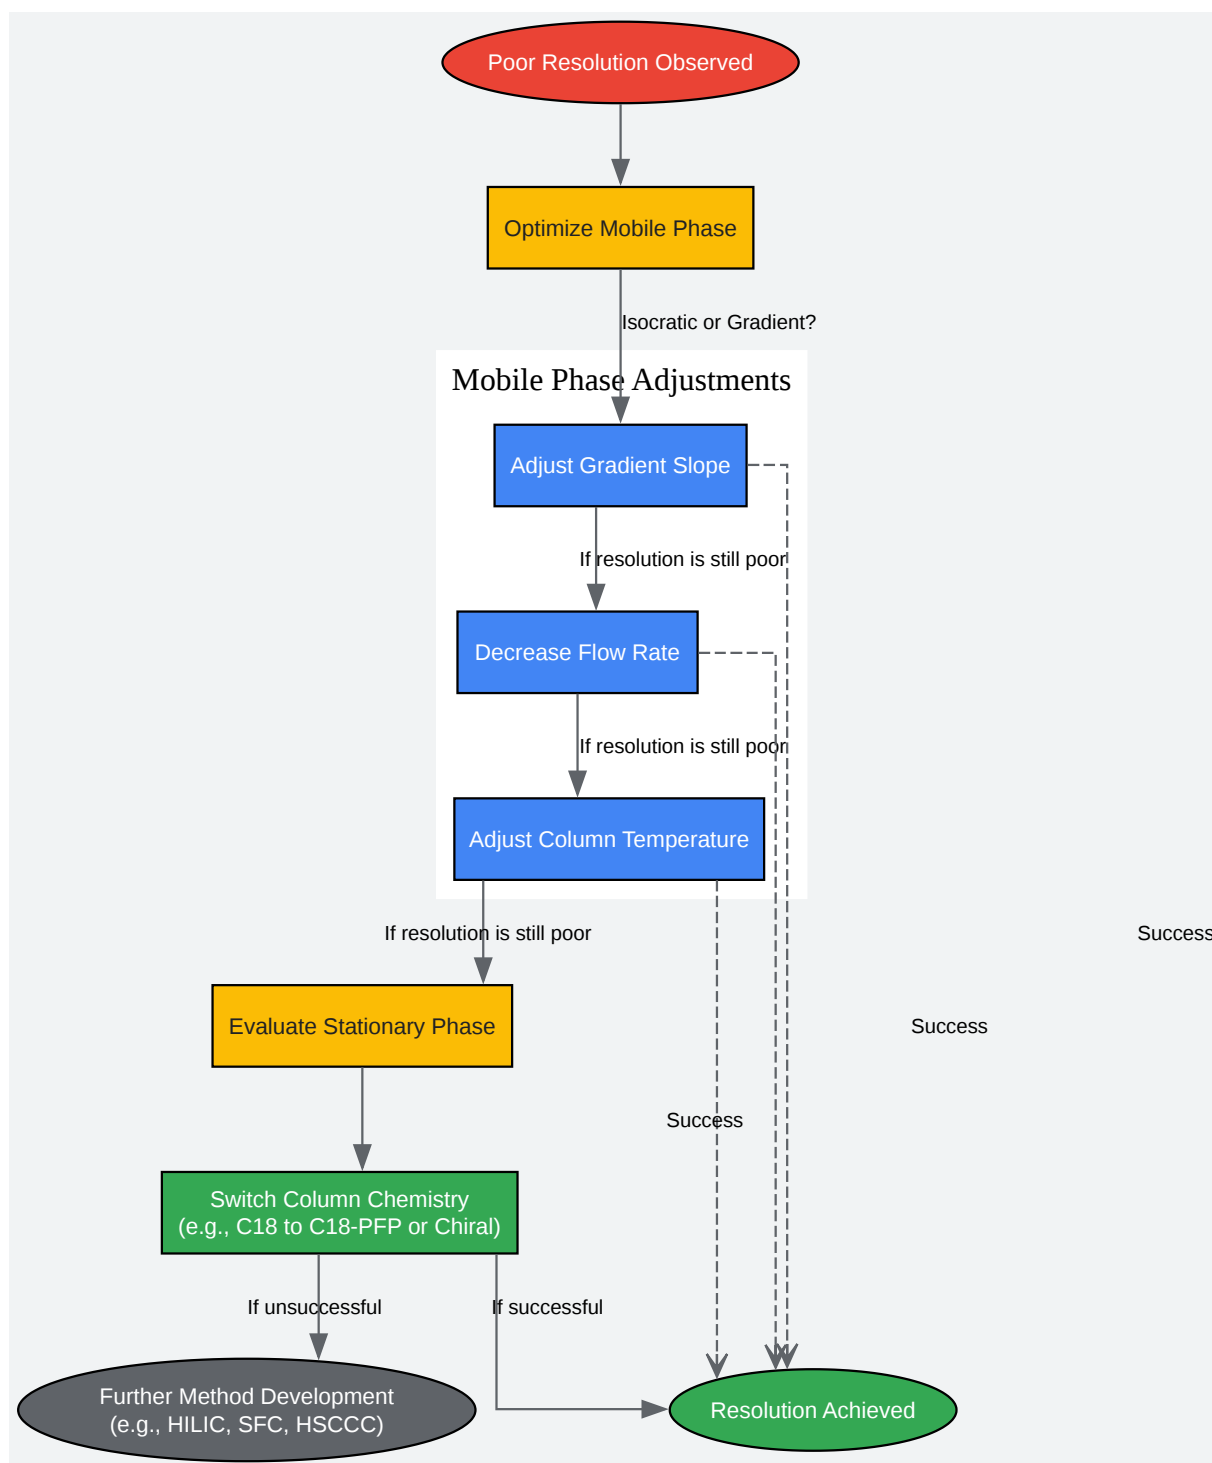 Poor Resolution Observed
Optimize Mobile Phase
Isocratic or Gradient?
Mobile Phase Adjustments
Adjust Gradient Slope
If resolution is still poor
Decrease Flow Rate
If resolution is still poor
Adjust Column Temperature
If resolution is still poor
Success
Evaluate Stationary Phase
Success
Success
Switch Column Chemistry
(e.g., C18 to C18-PFP or Chiral)
If unsuccessful
If successful
Further Method Development
(e.g., HILIC, SFC, HSCCC)
Resolution Achieved